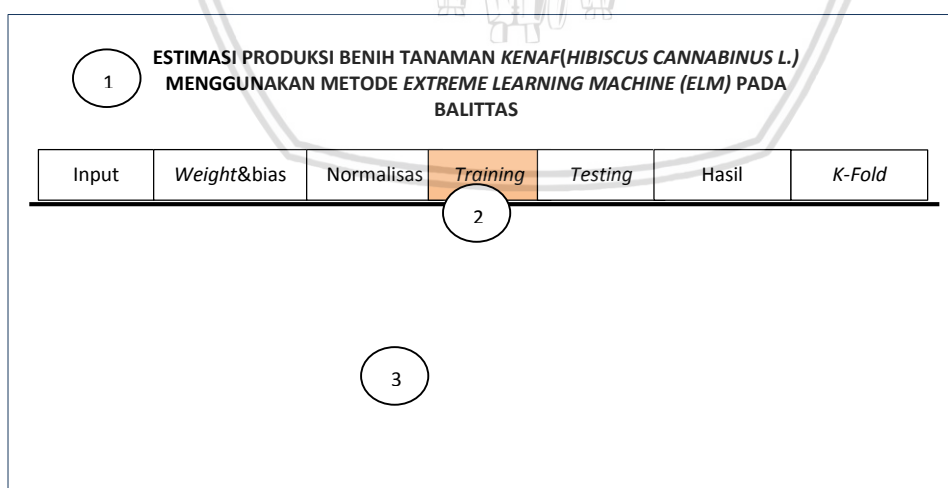 1
ESTIMASI PRODUKSI BENIH TANAMAN KENAF(HIBISCUS CANNABINUS L.)
MENGGUNAKAN METODE EXTREME LEARNING MACHINE (ELM) PADA
BALITTAS
Input Weight&bias Normalisas Training Testing Hasil K-Fold
2
3